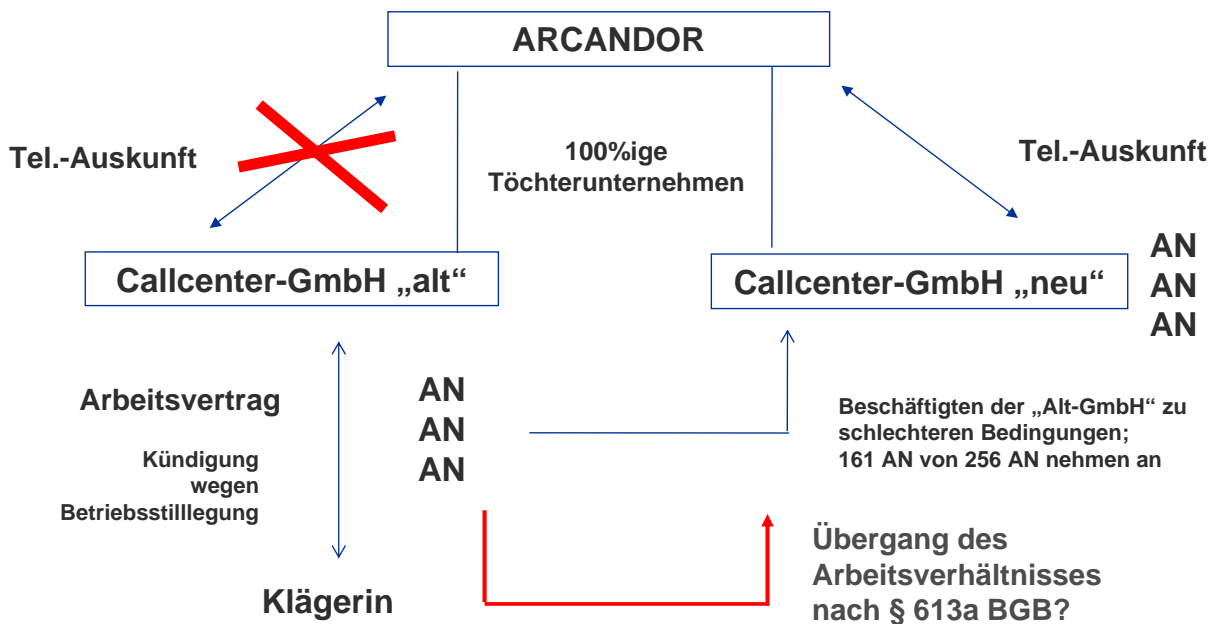 ARCANDOR
Tel.-Auskunft
100%ige
Töchterunternehmen
Tel.-Auskunft
Callcenter-GmbH „alt“
Callcenter-GmbH „neu“
AN
AN
AN
Arbeitsvertrag
Kündigung
wegen
Betriebsstilllegung
AN
AN
AN
Beschäftigten der „Alt-GmbH“ zu
schlechteren Bedingungen;
161 AN von 256 AN nehmen an
Klägerin
Übergang des
Arbeitsverhältnisses
nach § 613a BGB?